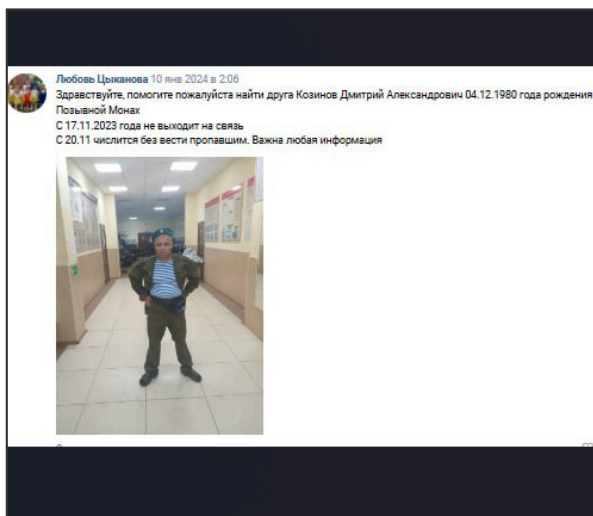 Любовь Цыканова 10 янв 2024 в 2:06
Здравствуйте, помогите пожалуйста найти друга Козинов Дмитрий Александрович 04.12.1980 года рождения
Позывной Монах
С 17.11.2023 года не выходит на связь
С 20.11 числится без вести пропавшим. Важна любая информация